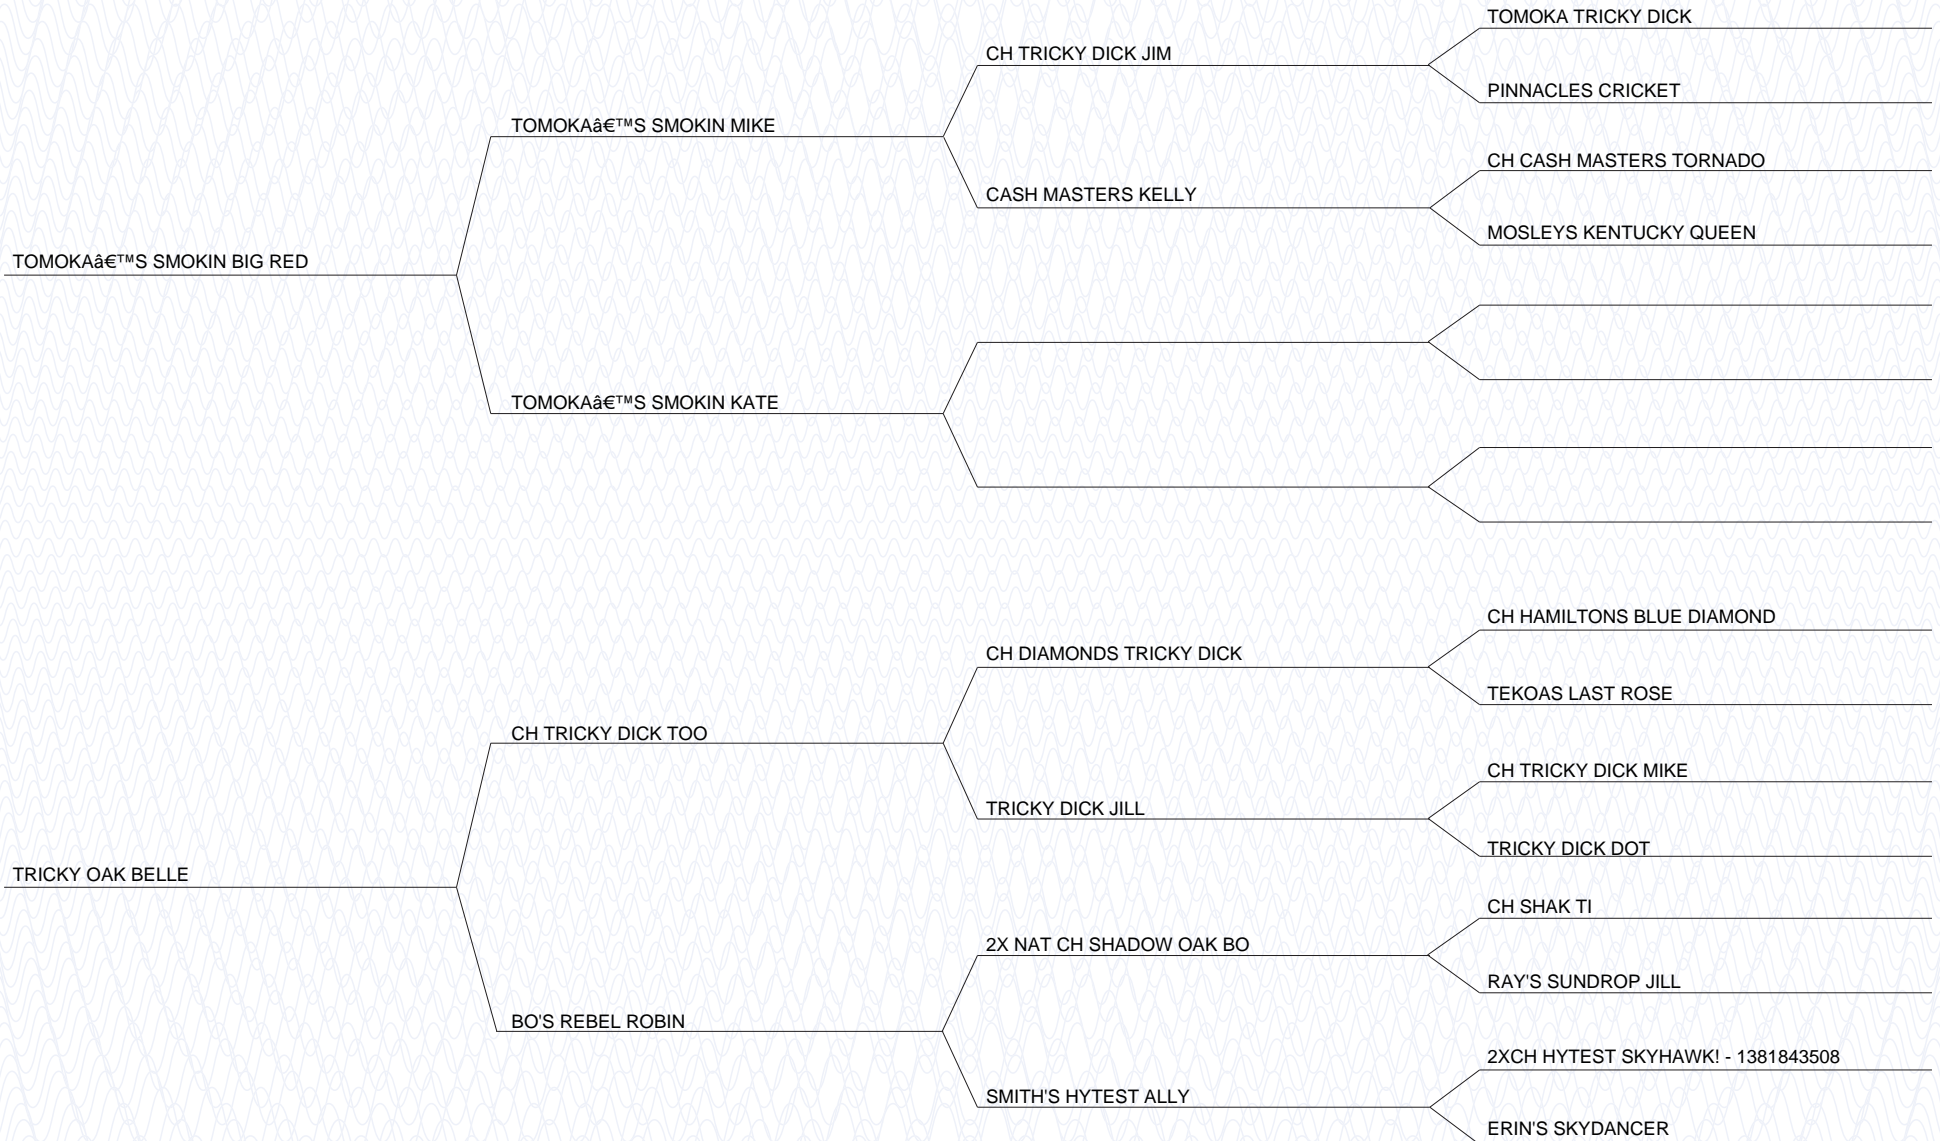 TOMOKA TRICKY DICK
CH TRICKY DICK JIM
PINNACLES CRICKET
TOMOKAâ€™S SMOKIN MIKE
CH CASH MASTERS TORNADO
CASH MASTERS KELLY
MOSLEYS KENTUCKY QUEEN
TOMOKAâ€™S SMOKIN BIG RED
TOMOKAâ€™S SMOKIN KATE
CH HAMILTONS BLUE DIAMOND
CH DIAMONDS TRICKY DICK
TEKOAS LAST ROSE
CH TRICKY DICK TOO
CH TRICKY DICK MIKE
TRICKY DICK JILL
TRICKY DICK DOT
TRICKY OAK BELLE
CH SHAK TI
2X NAT CH SHADOW OAK BO
RAY'S SUNDROP JILL
BO'S REBEL ROBIN
2XCH HYTEST SKYHAWK! - 1381843508
SMITH'S HYTEST ALLY
ERIN'S SKYDANCER